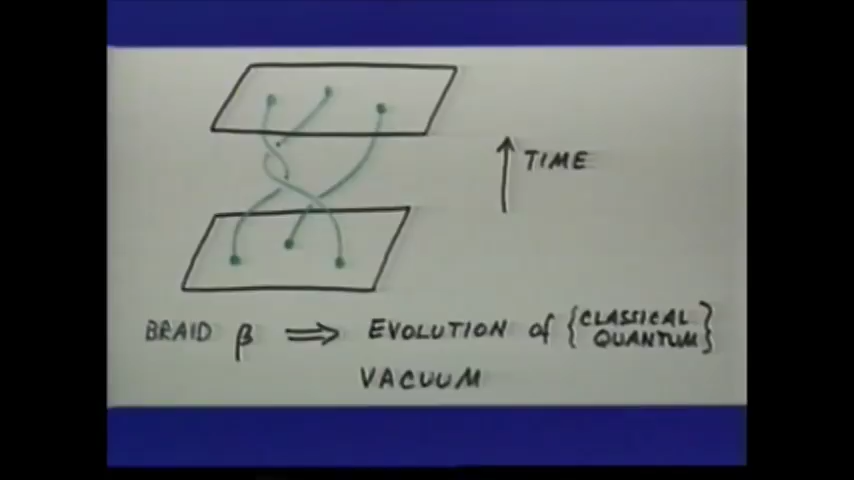 TIME
BRAID β ⟹ EVOLUTION of {CLASSICAL
QUANTUM}
VACUUM